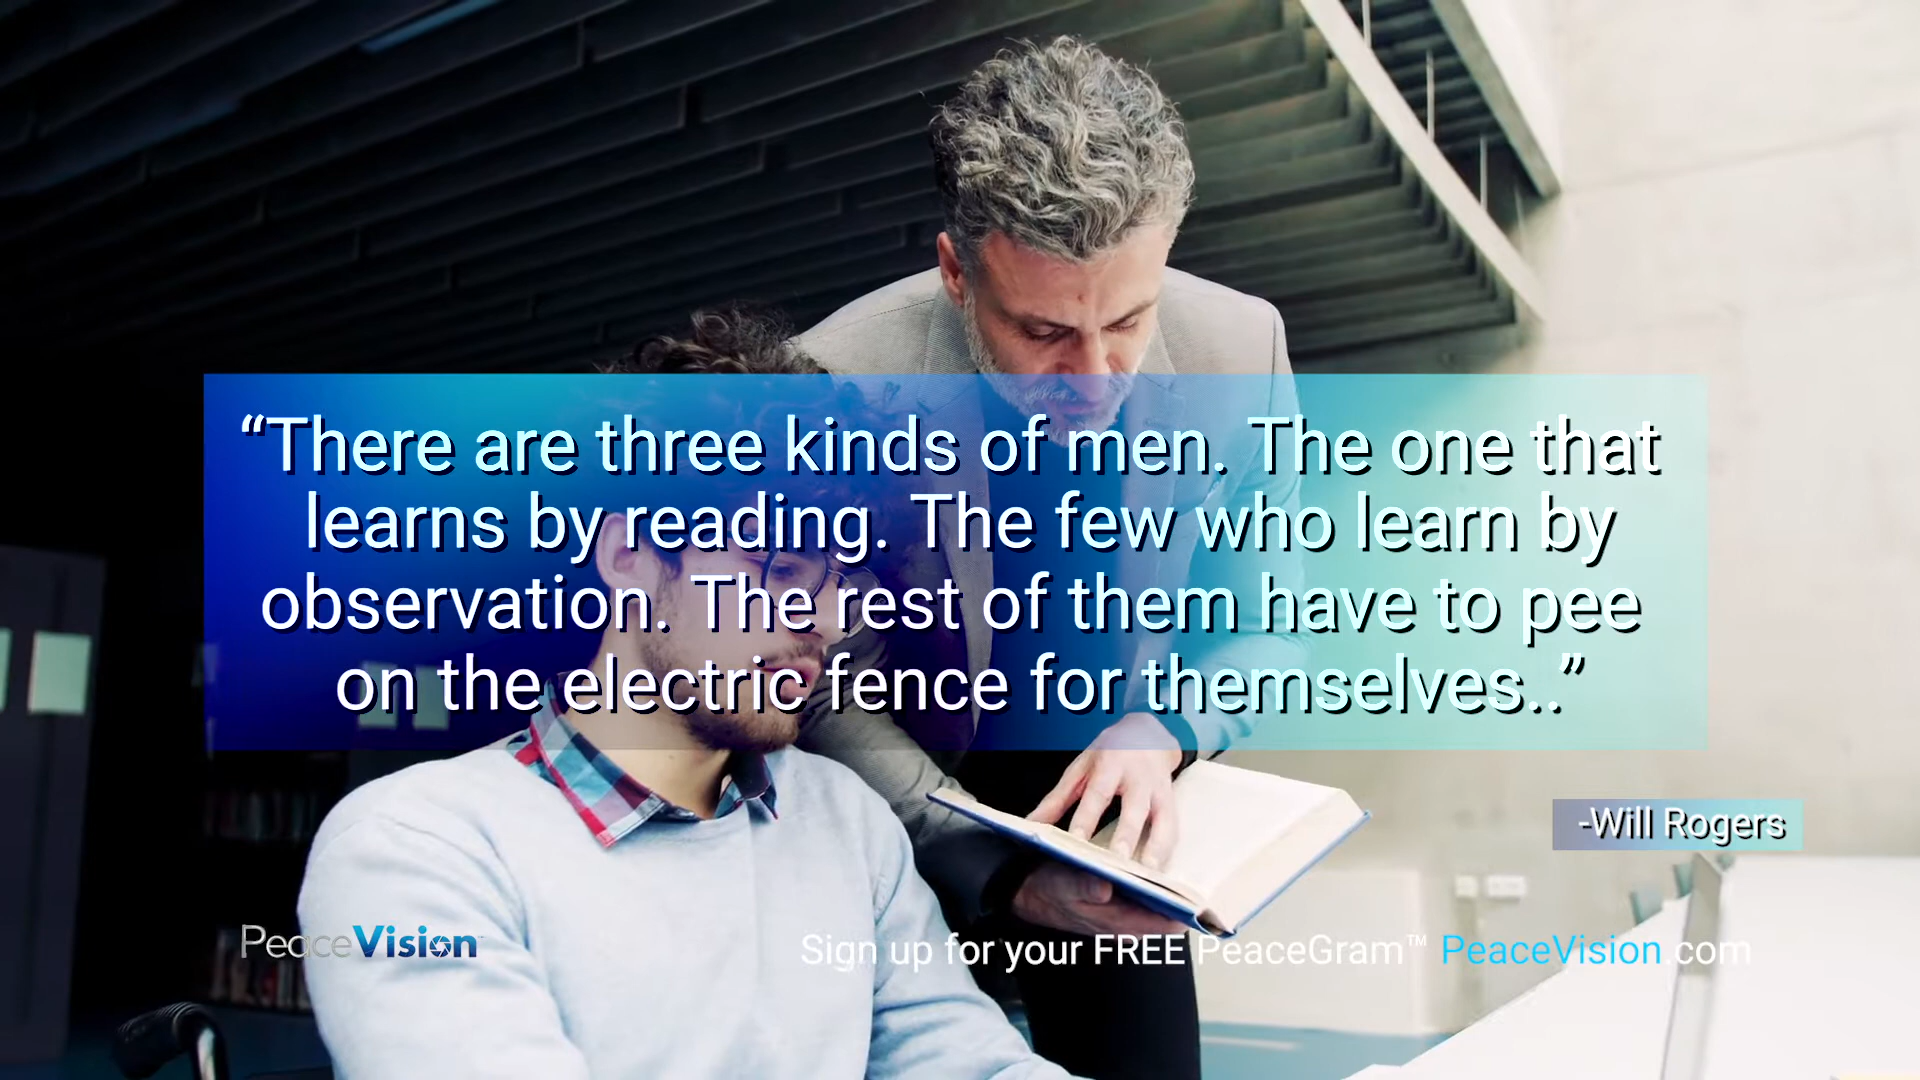 “There are three kinds of men. The one that
learns by reading. The few who learn by
observation. The rest of them have to pee
on the electric fence for themselves..”
-Will Rogers
PeaceVision
Sign up for your FREE PeaceGram™ PeaceVision.com